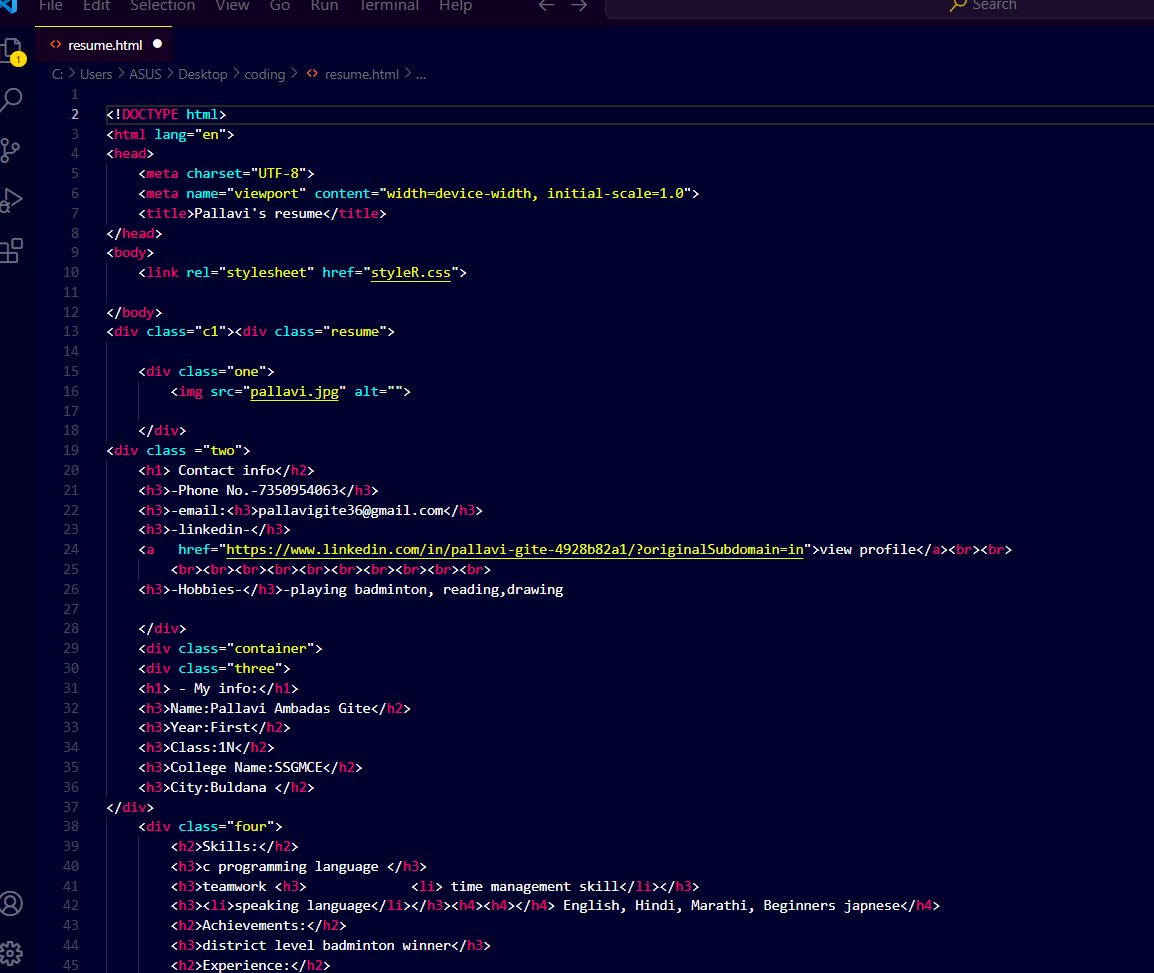 File Edit Selection View Go Run Terminal Help Search
1
resume.html
C: > Users > ASUS > Desktop > coding > <> resume.html > ...
1
2 <!DOCTYPE html>
3 <html lang="en">
4 <head>
5 <meta charset="UTF-8">
6 <meta name="viewport" content="width=device-width, initial-scale=1.0">
7 <title>Pallavi's resume</title>
8 </head>
9 <body>
10 <link rel="stylesheet" href="styleR.css">
11
12 </body>
13 <div class="c1"><div class="resume">
14
15 <div class="one">
16 <img src="pallavi.jpg" alt="">
17
18 </div>
19 <div class ="two">
20 <h1> Contact info</h2>
21 <h3>-Phone No.-7350954063</h3>
22 <h3>-email:<h3>pallavigite36@gmail.com</h3>
23 <h3>-linkedin-</h3>
24 <a href="https://www.linkedin.com/in/pallavi-gite-4928b82a1/?originalSubdomain=in">view profile</a><br><br>
25 <br><br><br><br><br><br><br><br><br><br>
26 <h3>-Hobbies-</h3>-playing badminton, reading,drawing
27
28 </div>
29 <div class="container">
30 <div class="three">
31 <h1> - My info:</h1>
32 <h3>Name:Pallavi Ambadas Gite</h2>
33 <h3>Year:First</h2>
34 <h3>Class:1N</h2>
35 <h3>College Name:SSGMCE</h2>
36 <h3>City:Buldana </h2>
37 </div>
38 <div class="four">
39 <h2>Skills:</h2>
40 <h3>c programming language </h3>
41 <h3>teamwork <h3> <li> time management skill</li></h3>
42 <h3><li>speaking language</li></h3><h4><h4></h4> English, Hindi, Marathi, Beginners japnese</h4>
43 <h2>Achievements:</h2>
44 <h3>district level badminton winner</h3>
45 <h2>Experience:</h2>